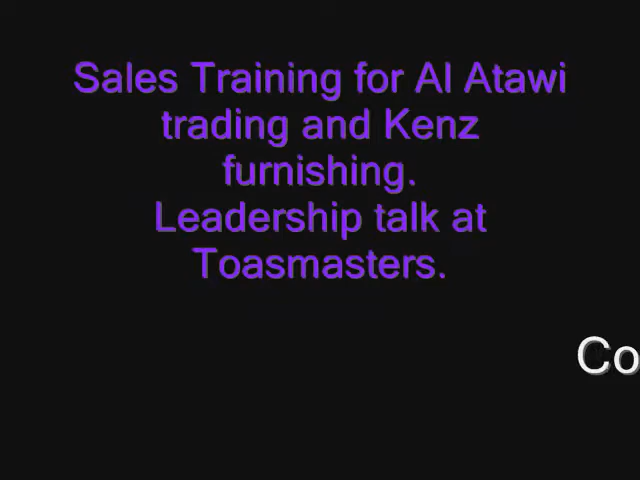 Sales Training for Al Atawi
trading and Kenz
furnishing.
Leadership talk at
Toasmasters.
Co